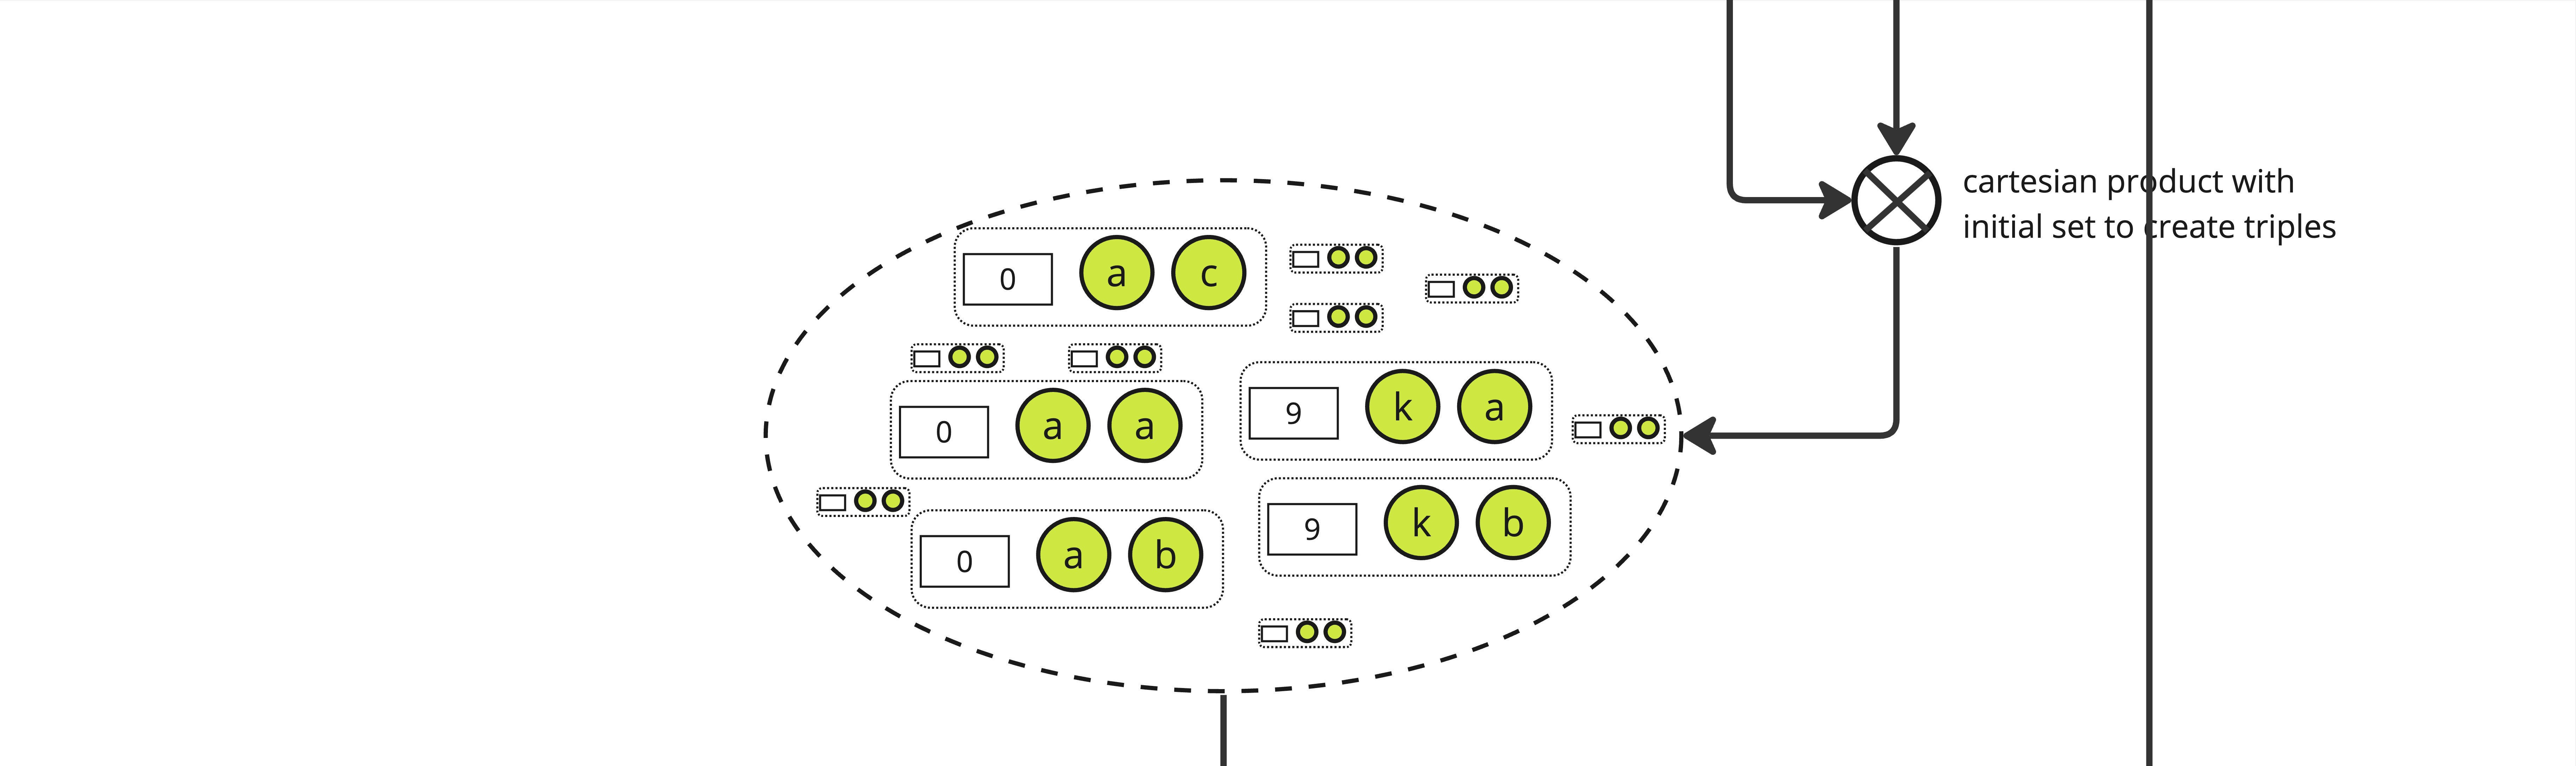 cartesian product with
initial set to create triples
0 a c
9 k a
0 a a
9 k b
0 a b